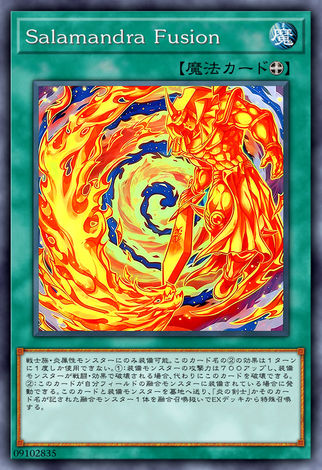 Salamandra Fusion
魔
【魔法カード】
戦士族・炎属性モンスターにのみ装備可能。このカード名の②の効果は1ターン
に1度しか使用できない。①:装備モンスターの攻撃力は700アップし、装備モ
ンスターが戦闘・効果で破壊される場合、代わりにこのカードを破壊できる。
②:このカードが自分フィールドの融合モンスターに装備されている場合に発
動できる。このカードと装備モンスターを墓地へ送り、「炎の剣士」かそのカー
ド名が記された融合モンスター1体を融合召喚扱いでEXデッキから特殊召
喚する。
09102835